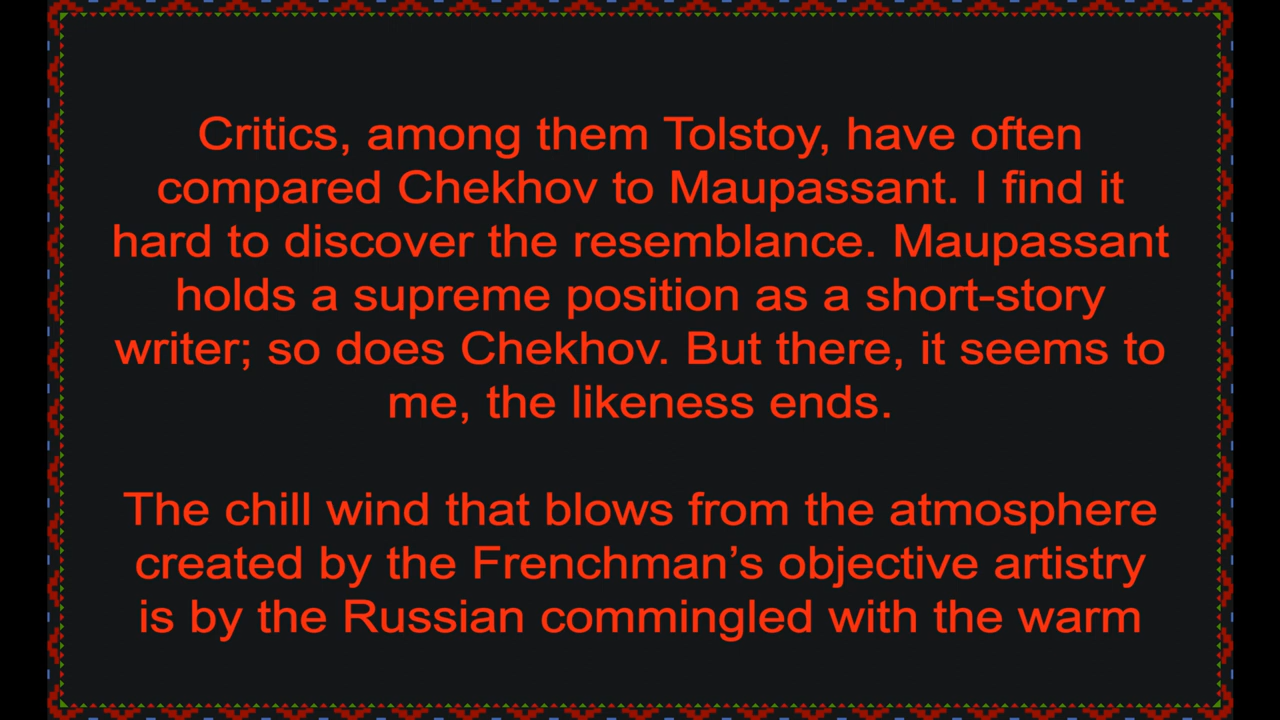 Critics, among them Tolstoy, have often
compared Chekhov to Maupassant. I find it
hard to discover the resemblance. Maupassant
holds a supreme position as a short-story
writer; so does Chekhov. But there, it seems to
me, the likeness ends.
The chill wind that blows from the atmosphere
created by the Frenchman’s objective artistry
is by the Russian commingled with the warm